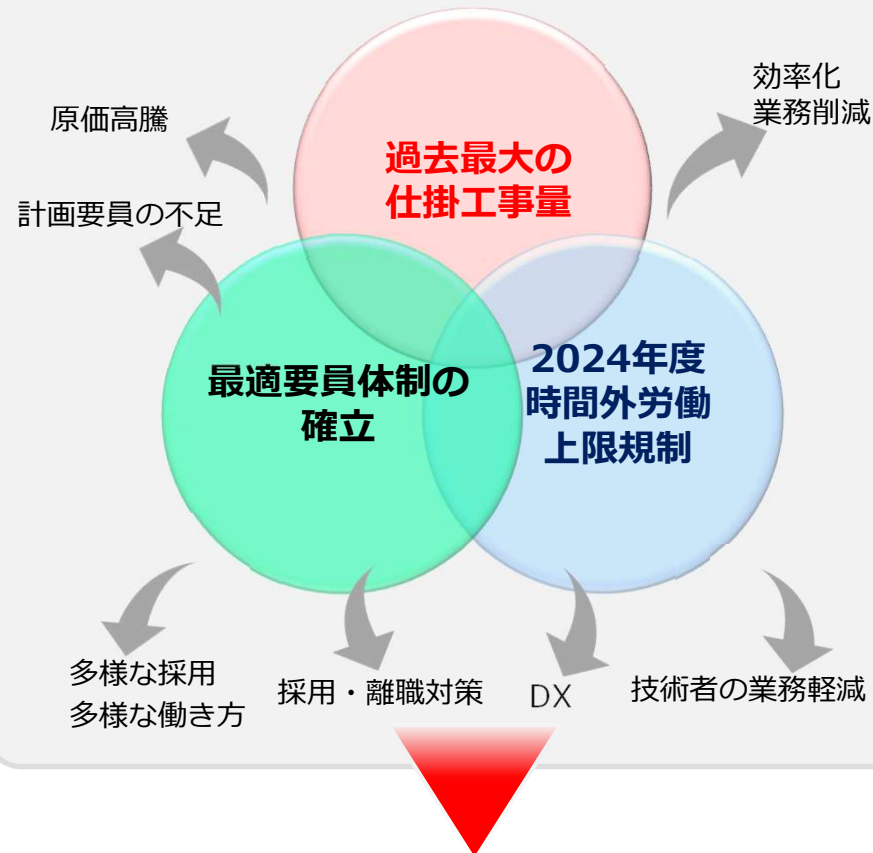 効率化
業務削減
原価高騰
過去最大の
仕掛工事量
計画要員の不足
最適要員体制の
確立
2024年度
時間外労働
上限規制
多様な採用
多様な働き方
採用・離職対策
DX
技術者の業務軽減